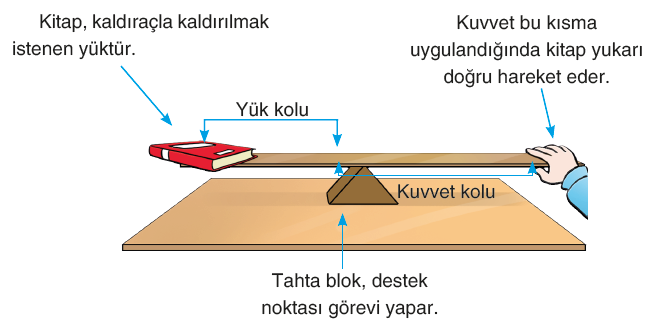 Kitap, kaldıraçla kaldırılmak
istenen yüktür.
Kuvvet bu kısma
uygulandığında kitap yukarı
doğru hareket eder.
Yük kolu
Kuvvet kolu
Tahta blok, destek
noktası görevi yapar.